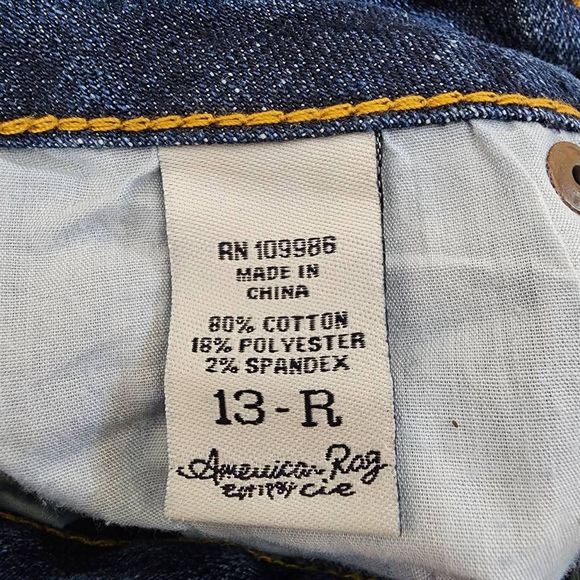 RN 109986
MADE IN
CHINA
80% COTTON
18% POLYESTER
2% SPANDEX
13-R
American Rag
cie